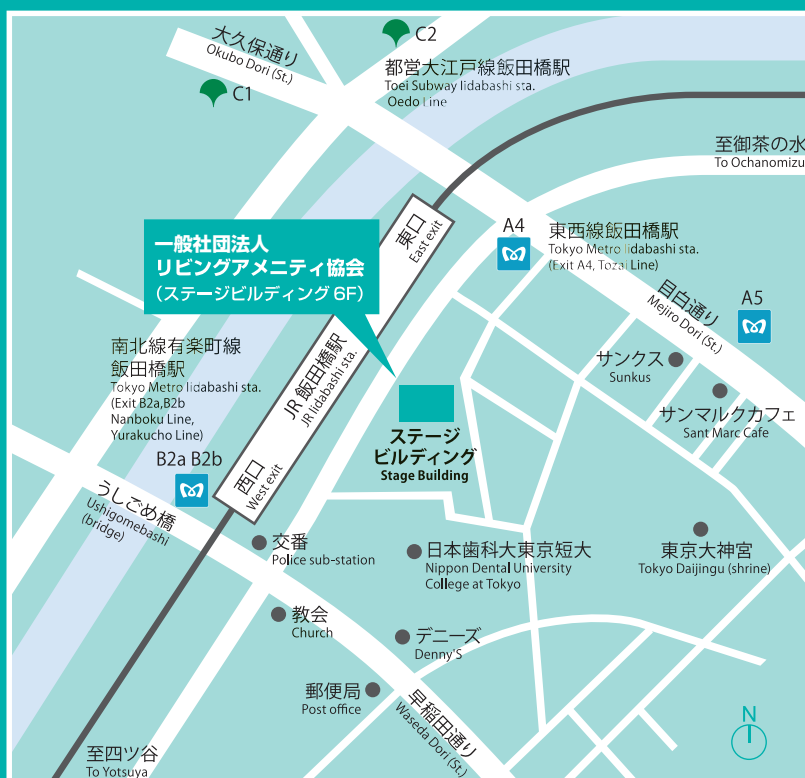 大久保通り
Okubo Dori (St.)
C2
C1
都営大江戸線飯田橋駅
Toei Subway Iidabashi sta.
Oedo Line
至御茶の水
To Ochanomizu
一般社団法人
リビングアメニティ協会
(ステージビルディング 6F)
東口
East exit
A4
東西線飯田橋駅
Tokyo Metro Iidabashi sta.
(Exit A4, Tozai Line)
目白通り
Mejiro Dori (St.)
A5
南北線有楽町線
飯田橋駅
Tokyo Metro Iidabashi sta.
(Exit B2a,B2b
Nanboku Line,
Yurakucho Line)
JR 飯田橋駅
JR Iidabashi sta.
サンクス
Sunkus
サンマルクカフェ
Sant Marc Cafe
ステージ
ビルディング
Stage Building
B2a B2b
西口
West exit
うしごめ橋
Ushigomebashi
(bridge)
交番
Police sub-station
日本歯科大東京短大
Nippon Dental University
College at Tokyo
東京大神宮
Tokyo Daijingu (shrine)
教会
Church
デニーズ
Denny'S
郵便局
Post office
早稲田通り
Waseda Dori (St.)
至四ツ谷
To Yotsuya
N